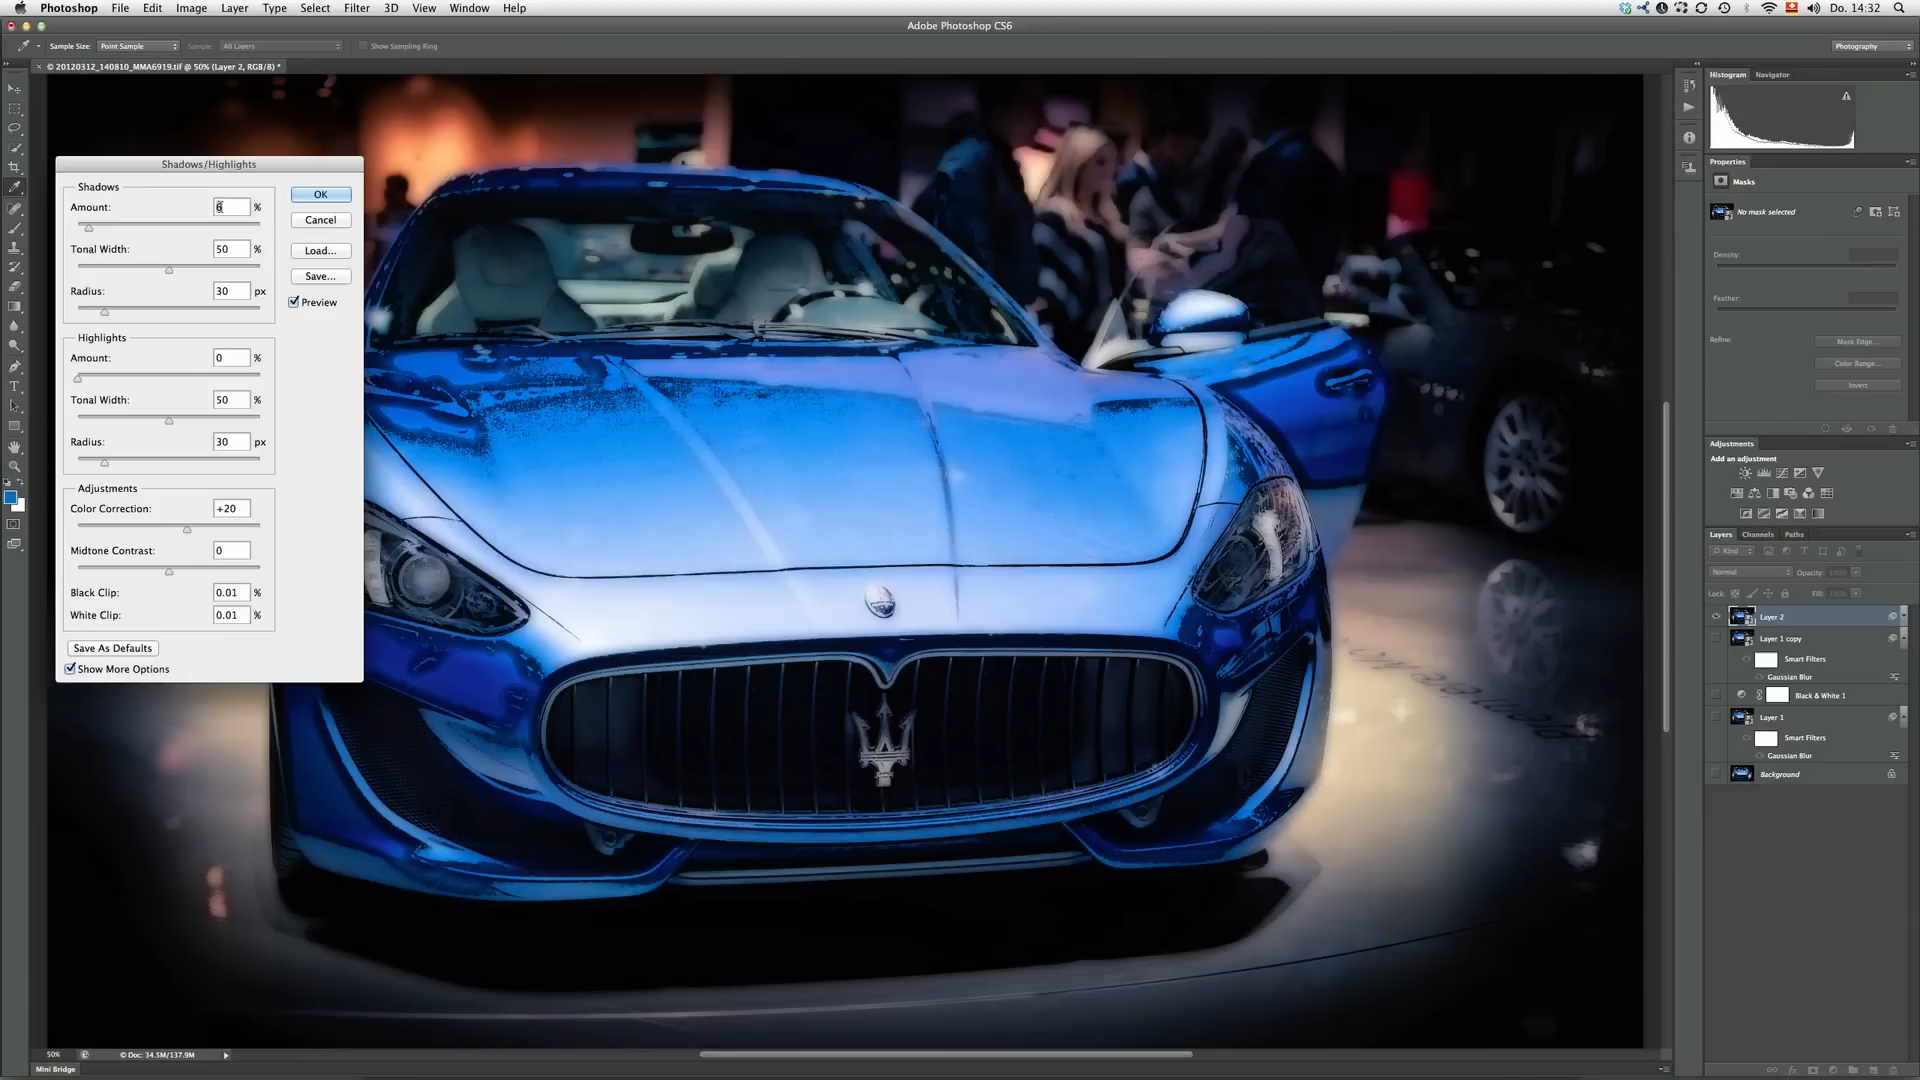 Photoshop File Edit Image Layer Type Select Filter 3D View Window Help Do. 14:32
Adobe Photoshop CS6
Sample Size: Point Sample Sample: All Layers Show Sampling Ring Photography
× © 20120312_140810_MMA6919.tif @ 50% (Layer 2, RGB/8) *
Shadows/Highlights
Shadows
Amount: 6 %
Tonal Width: 50 %
Radius: 30 px
Highlights
Amount: 0 %
Tonal Width: 50 %
Radius: 30 px
Adjustments
Color Correction: +20
Midtone Contrast: 0
Black Clip: 0.01 %
White Clip: 0.01 %
Save As Defaults
Show More Options
OK
Cancel
Load...
Save...
Preview
Histogram Navigator
Properties
Masks
No mask selected
Density:
Feather:
Refine: Mask Edge...
Color Range...
Invert
Adjustments
Add an adjustment
Layers Channels Paths
Kind
Normal Opacity: 100%
Lock: Fill: 100%
Layer 2
Layer 1 copy
Smart Filters
Gaussian Blur
Black & White 1
Layer 1
Smart Filters
Gaussian Blur
Background
50% © Doc: 34.5M/137.9M
Mini Bridge